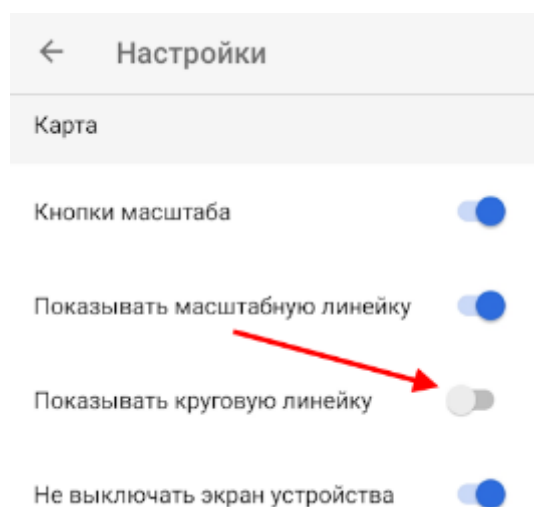 Настройки
Карта
Кнопки масштаба
Показывать масштабную линейку
Показывать круговую линейку
Не выключать экран устройства